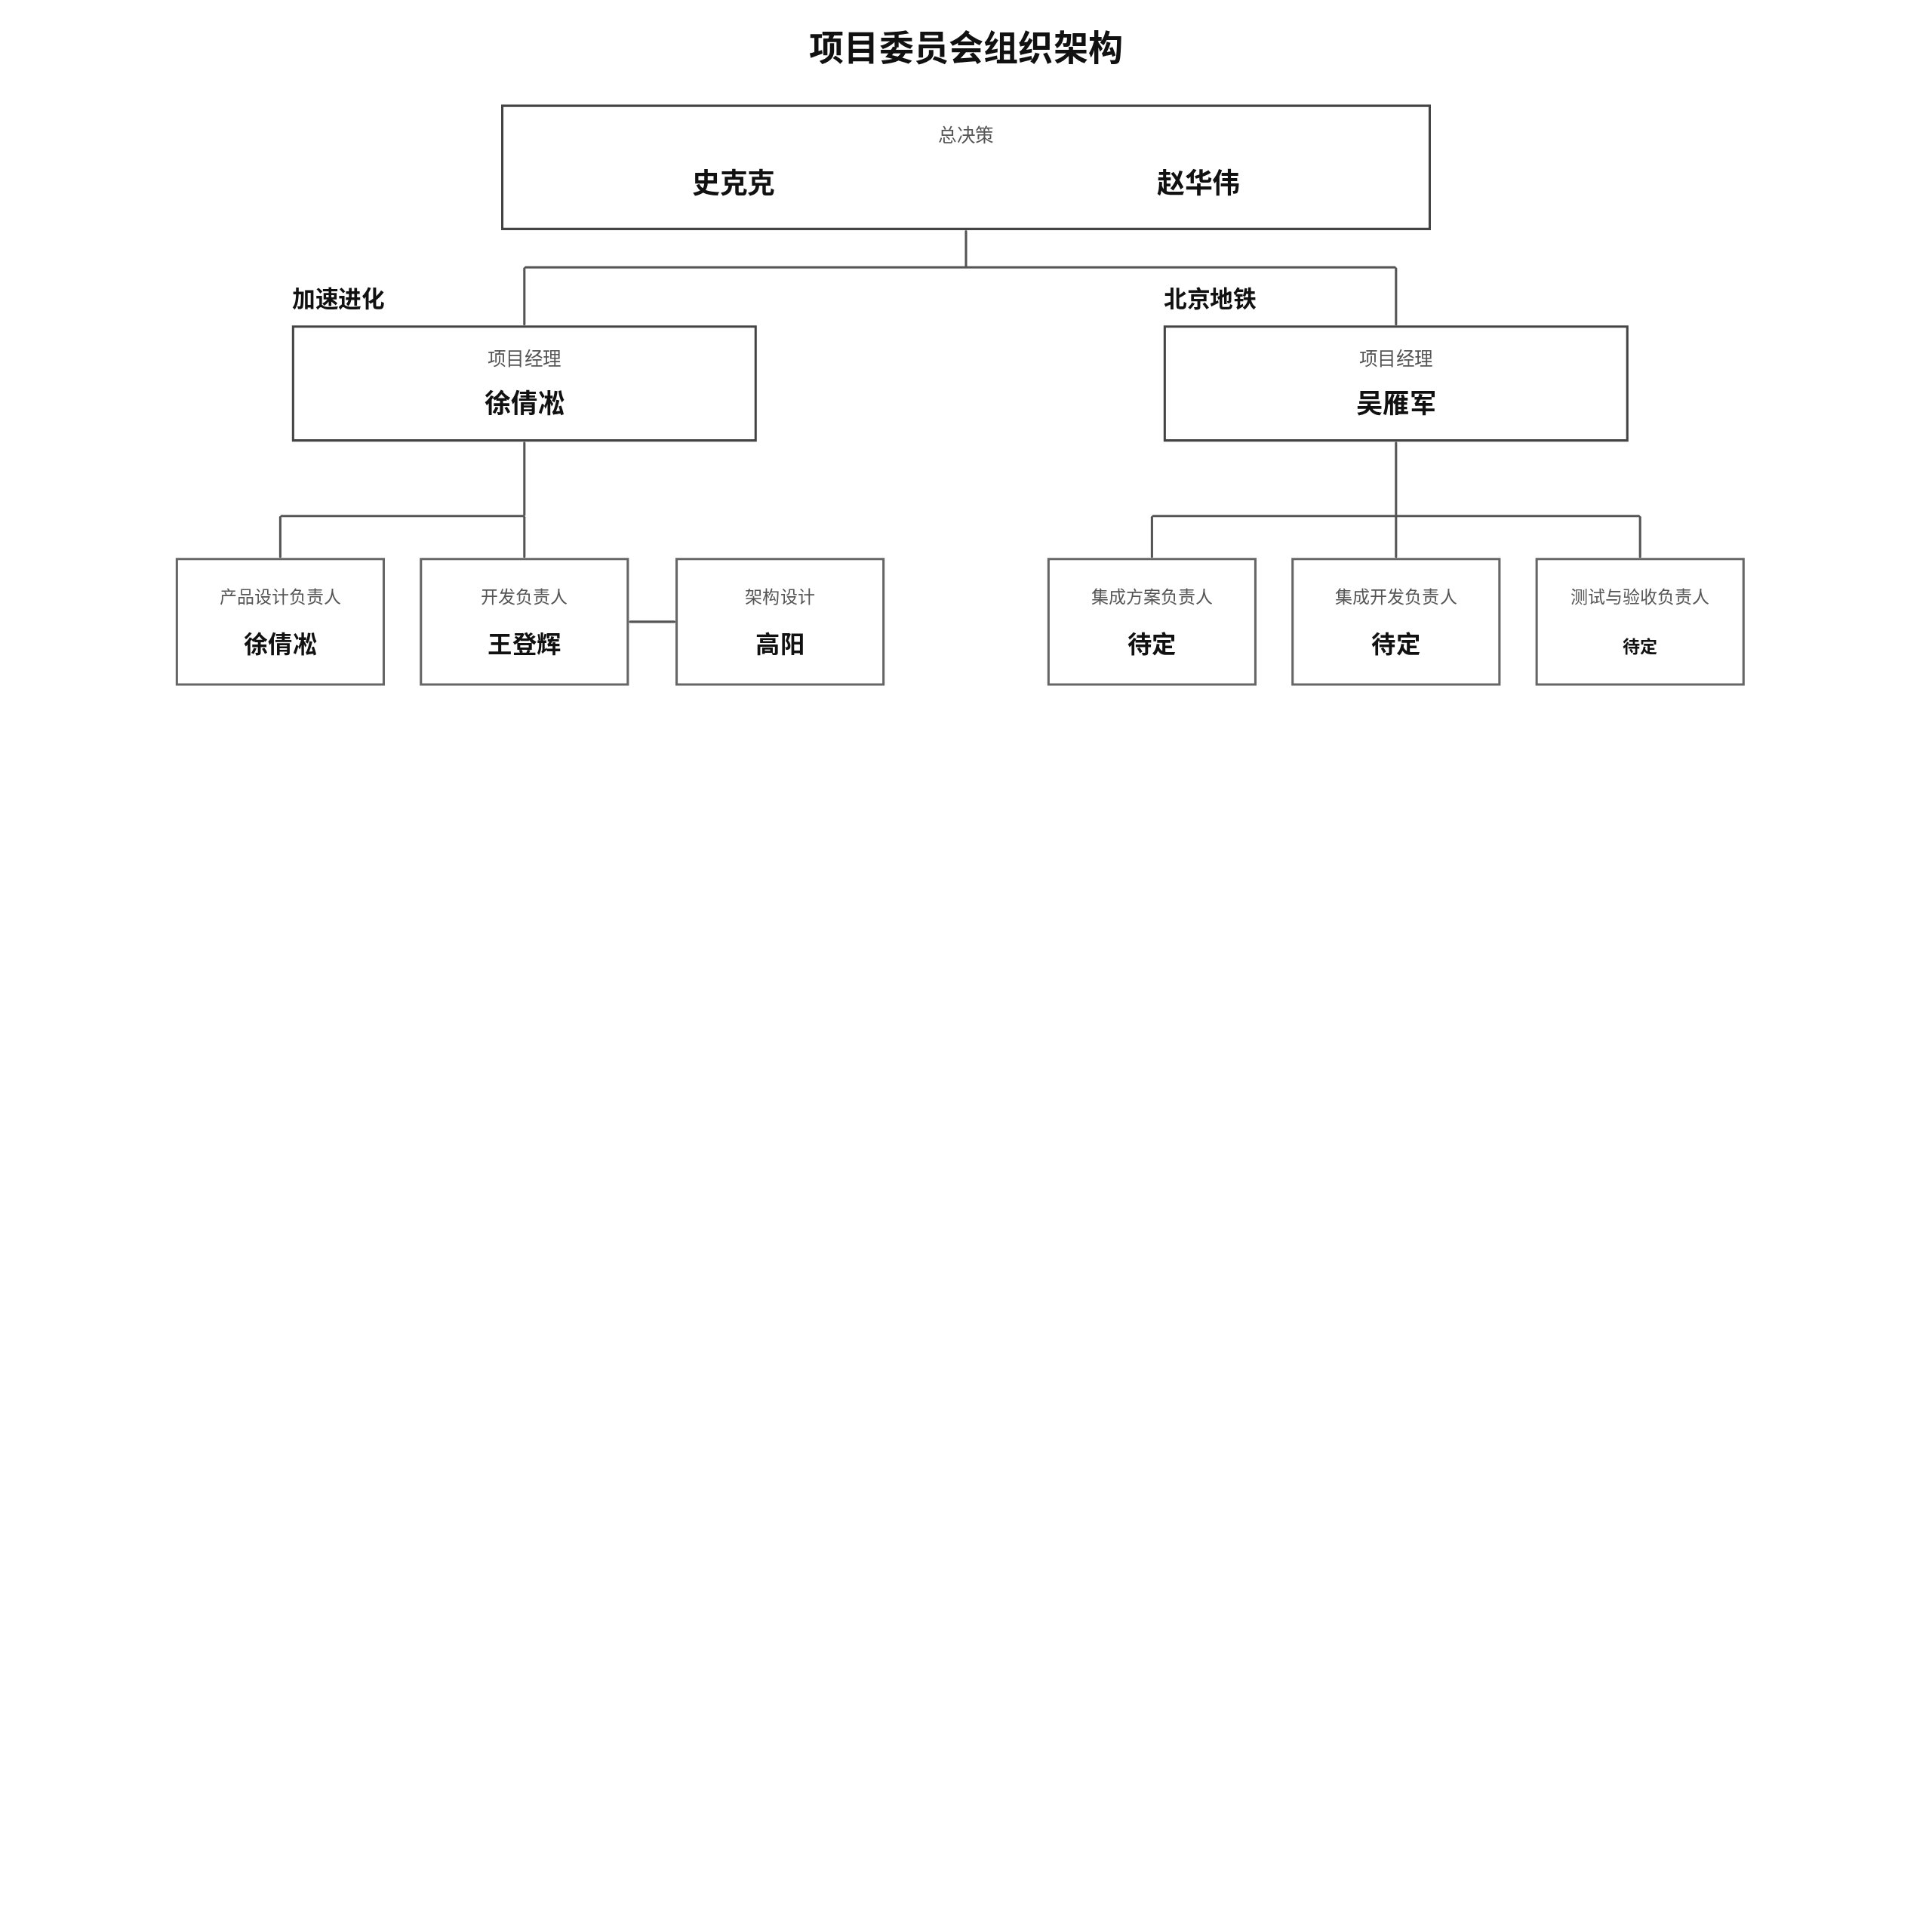 项目委员会组织架构
总决策
史克克 赵华伟
加速进化 北京地铁
项目经理 项目经理
徐倩凇 吴雁军
产品设计负责人 开发负责人 架构设计 集成方案负责人 集成开发负责人 测试与验收负责人
徐倩凇 王登辉 高阳 待定 待定 待定